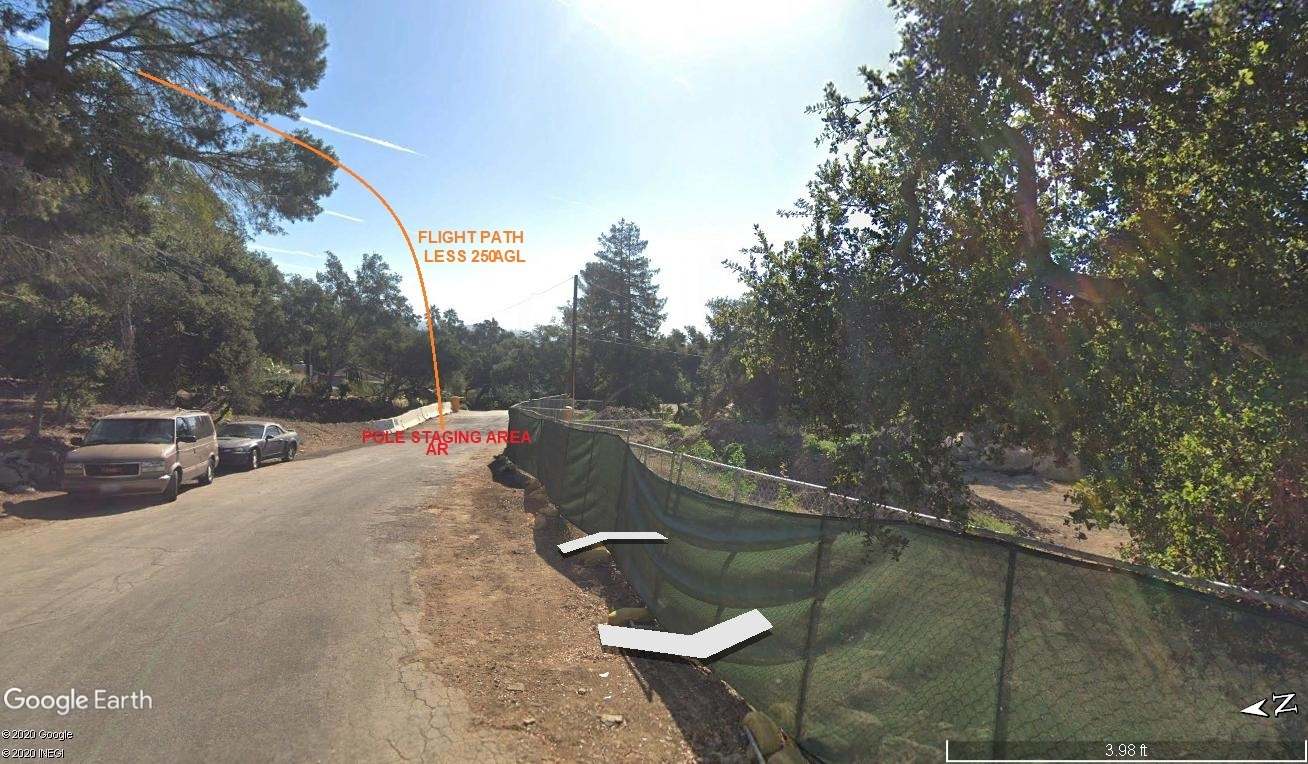 FLIGHT PATH
LESS 250AGL
POLE STAGING AREA
AR
Google Earth
© 2020 Google
© 2020 INEGI
Z
3.98 ft